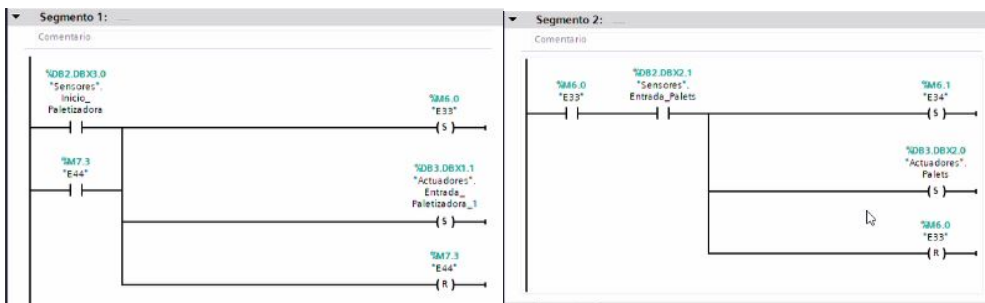 Segmento 1:
Comentario
%DB2.DBX3.0
"Sensores".
Inicio_
Paletizadora
%M6.0
"E33"
( S )
%M7.3
"E44"
%DB3.DBX1.1
"Actuadores".
Entrada_
Paletizadora_1
( S )
%M7.3
"E44"
( R )
Segmento 2:
Comentario
%M6.0
"E33"
%DB2.DBX2.1
"Sensores".
Entrada_Palets
%M6.1
"E34"
( S )
%DB3.DBX2.0
"Actuadores".
Palets
( S )
%M6.0
"E33"
( R )